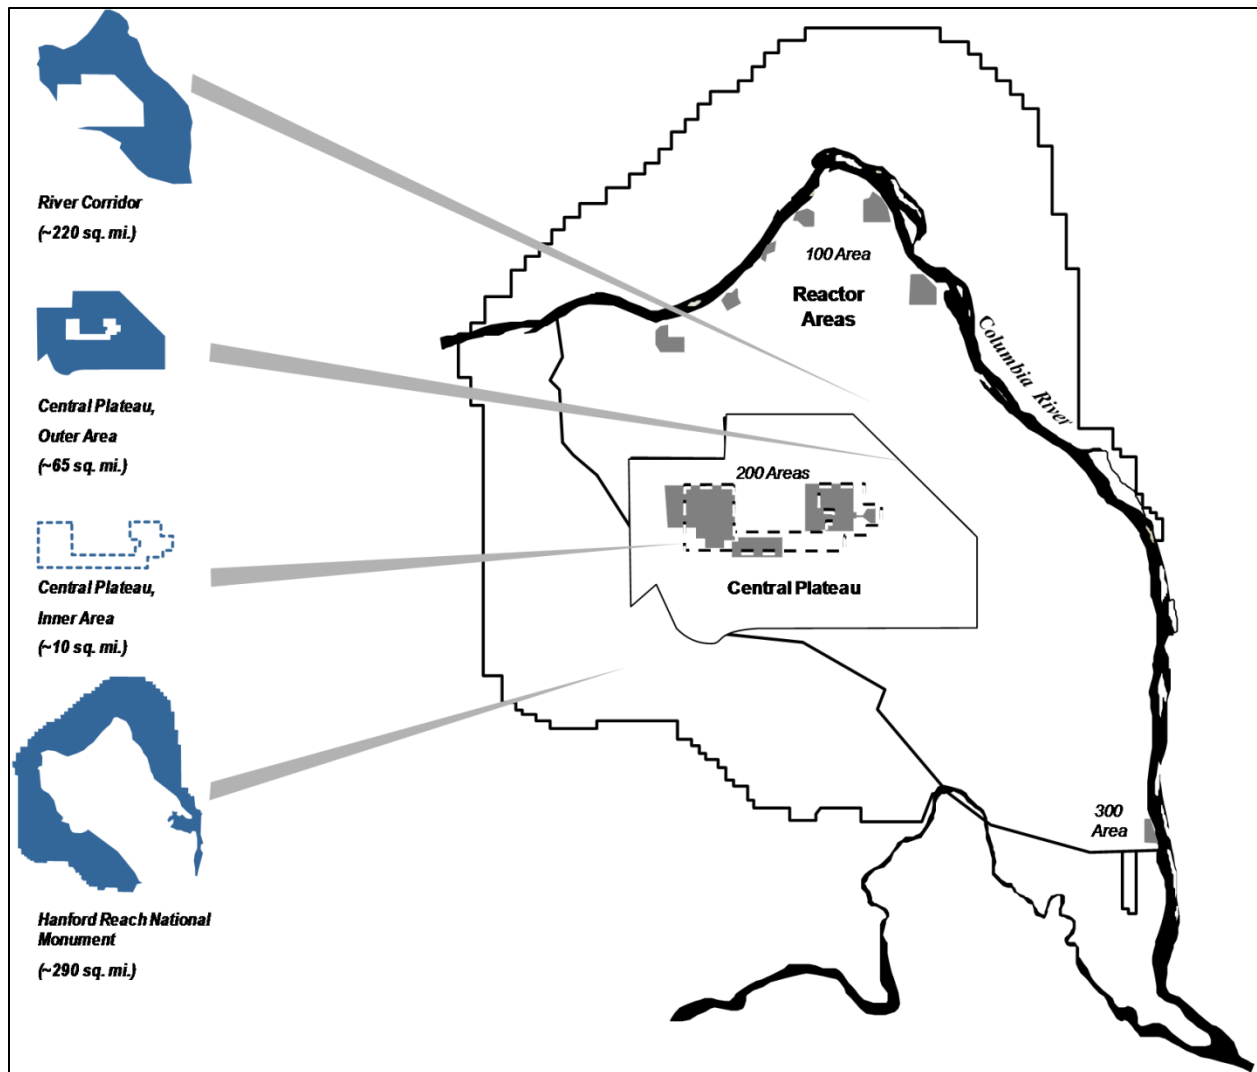 River Corridor
(~220 sq. mi.)
Central Plateau,
Outer Area
(~65 sq. mi.)
Central Plateau,
Inner Area
(~10 sq. mi.)
Hanford Reach National
Monument
(~290 sq. mi.)
100 Area
Reactor
Areas
Columbia River
200 Areas
Central Plateau
300
Area